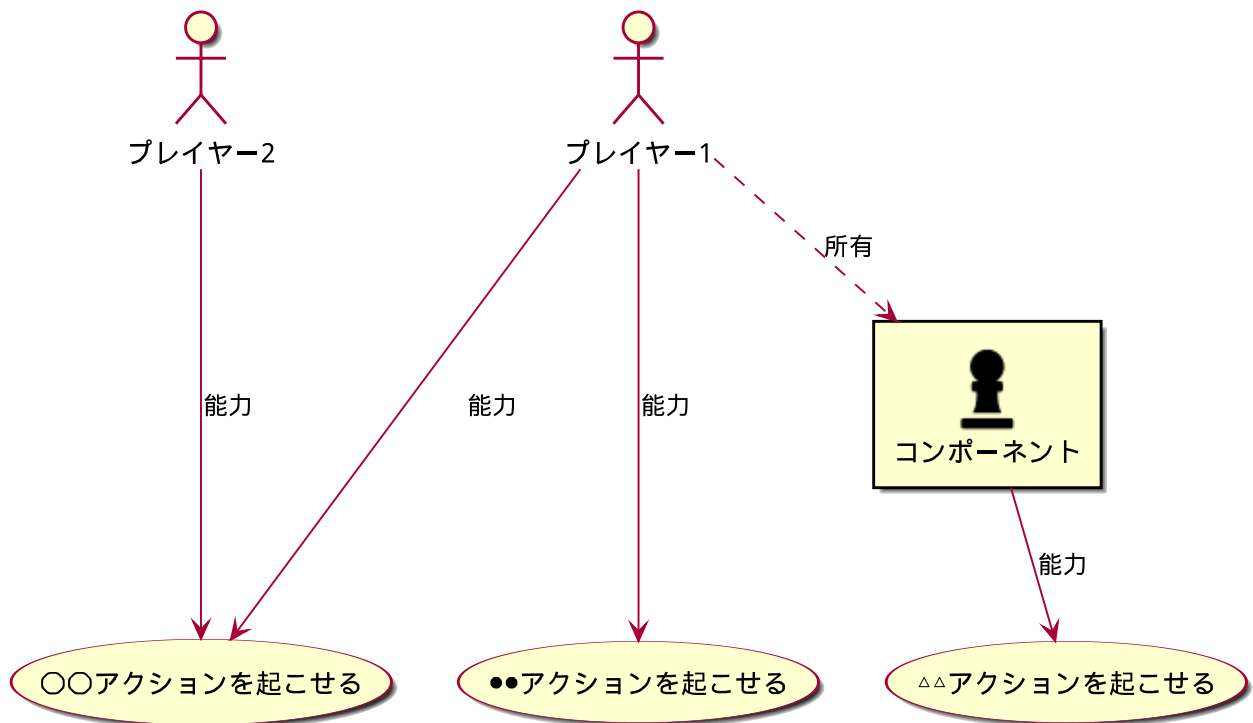 プレイヤー2
プレイヤー1
所有
コンポーネント
能力
能力
能力
能力
○○アクションを起こせる
●●アクションを起こせる
△△アクションを起こせる